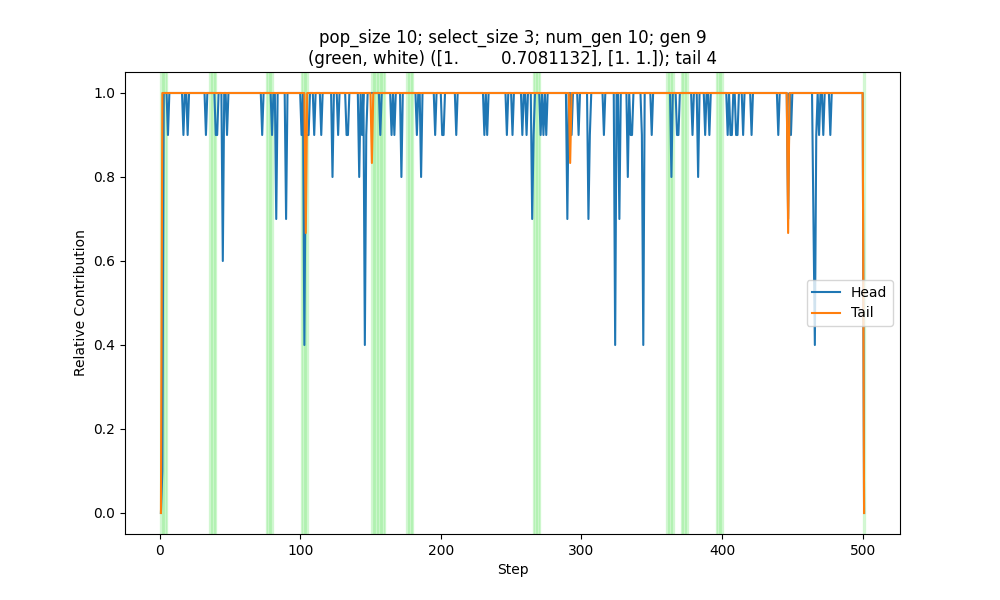 pop_size 10; select_size 3; num_gen 10; gen 9
(green, white) ([1. 0.7081132], [1. 1.]); tail 4
Relative Contribution
1.0
0.8
0.6
0.4
0.2
0.0
Head
Tail
0 100 200 300 400 500
Step